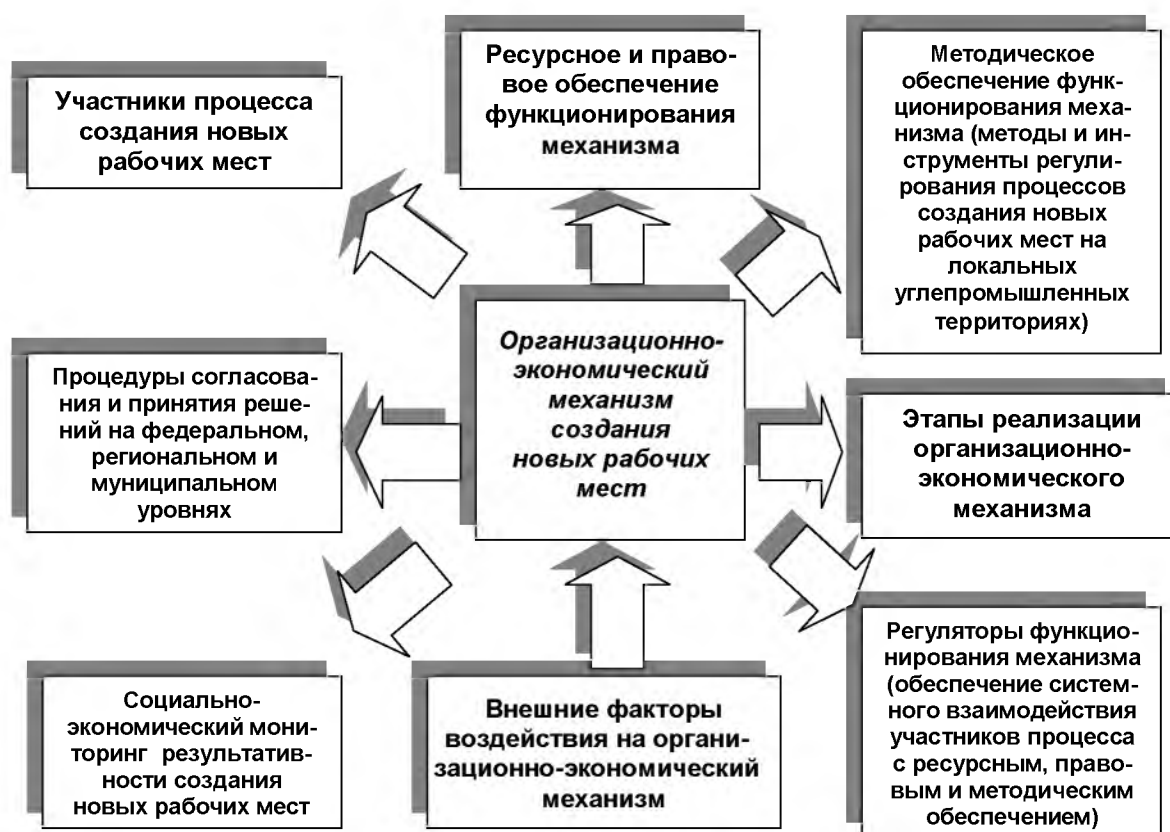 Участники процесса
создания новых
рабочих мест
Ресурсное и право-
вое обеспечение
функционирования
механизма
Методическое
обеспечение функ-
ционирования меха-
низма (методы и ин-
струменты регули-
рования процессов
создания новых
рабочих мест на
локальных
углепромышленных
территориях)
Процедуры согласова-
ния и принятия реше-
ний на федеральном,
региональном и
муниципальном
уровнях
Организационно-
экономический
механизм
создания
новых рабочих
мест
Этапы реализации
организационно-
экономического
механизма
Социально-
экономический мони-
торинг результатив-
ности создания
новых рабочих мест
Внешние факторы
воздействия на органи-
зационно-экономический
механизм
Регуляторы функцио-
нирования механизма
(обеспечение систем-
ного взаимодействия
участников процесса
с ресурсным, право-
вым и методическим
обеспечением)